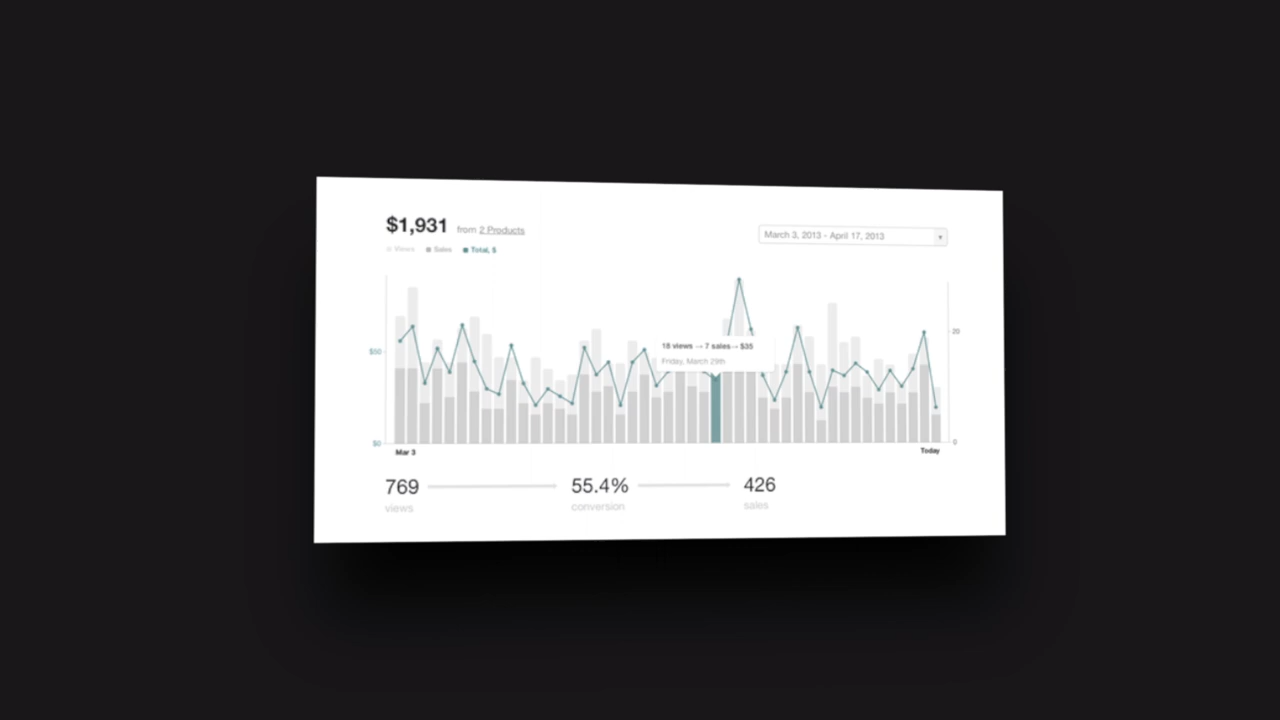 $1,931 from 2 Products
March 3, 2013 - April 17, 2013
Views Sales Total, $
18 views → 7 sales → $35
Friday, March 29th
$50
20
$0
0
Mar 3
Today
769
55.4%
426
views
conversion
sales